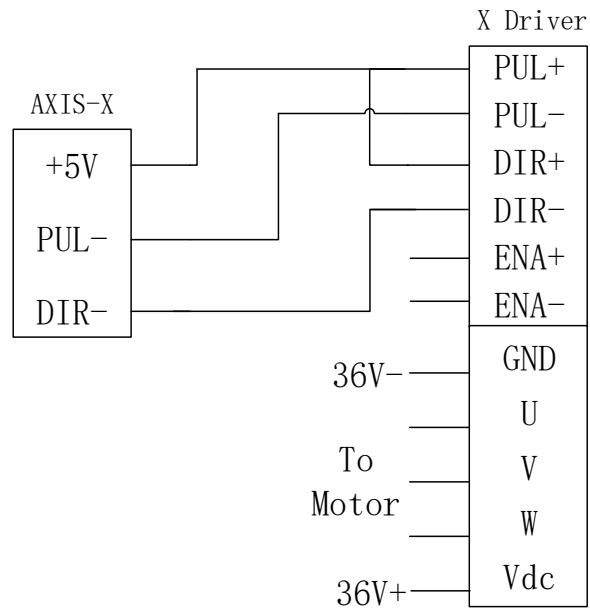 X Driver
AXIS-X
+5V
PUL-
DIR-
PUL+
PUL-
DIR+
DIR-
ENA+
ENA-
GND
U
V
W
Vdc
36V-
To
Motor
36V+